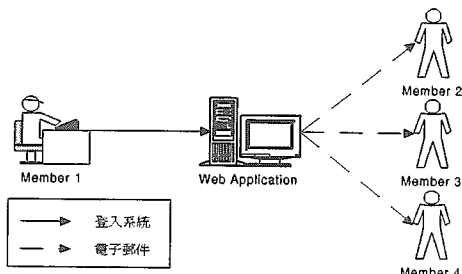 Member 2
Member 1
Web Application
Member 3
登入系統
電子郵件
Member 4